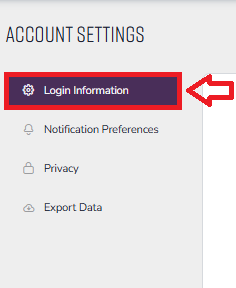 ACCOUNT SETTINGS
Login Information
Notification Preferences
Privacy
Export Data